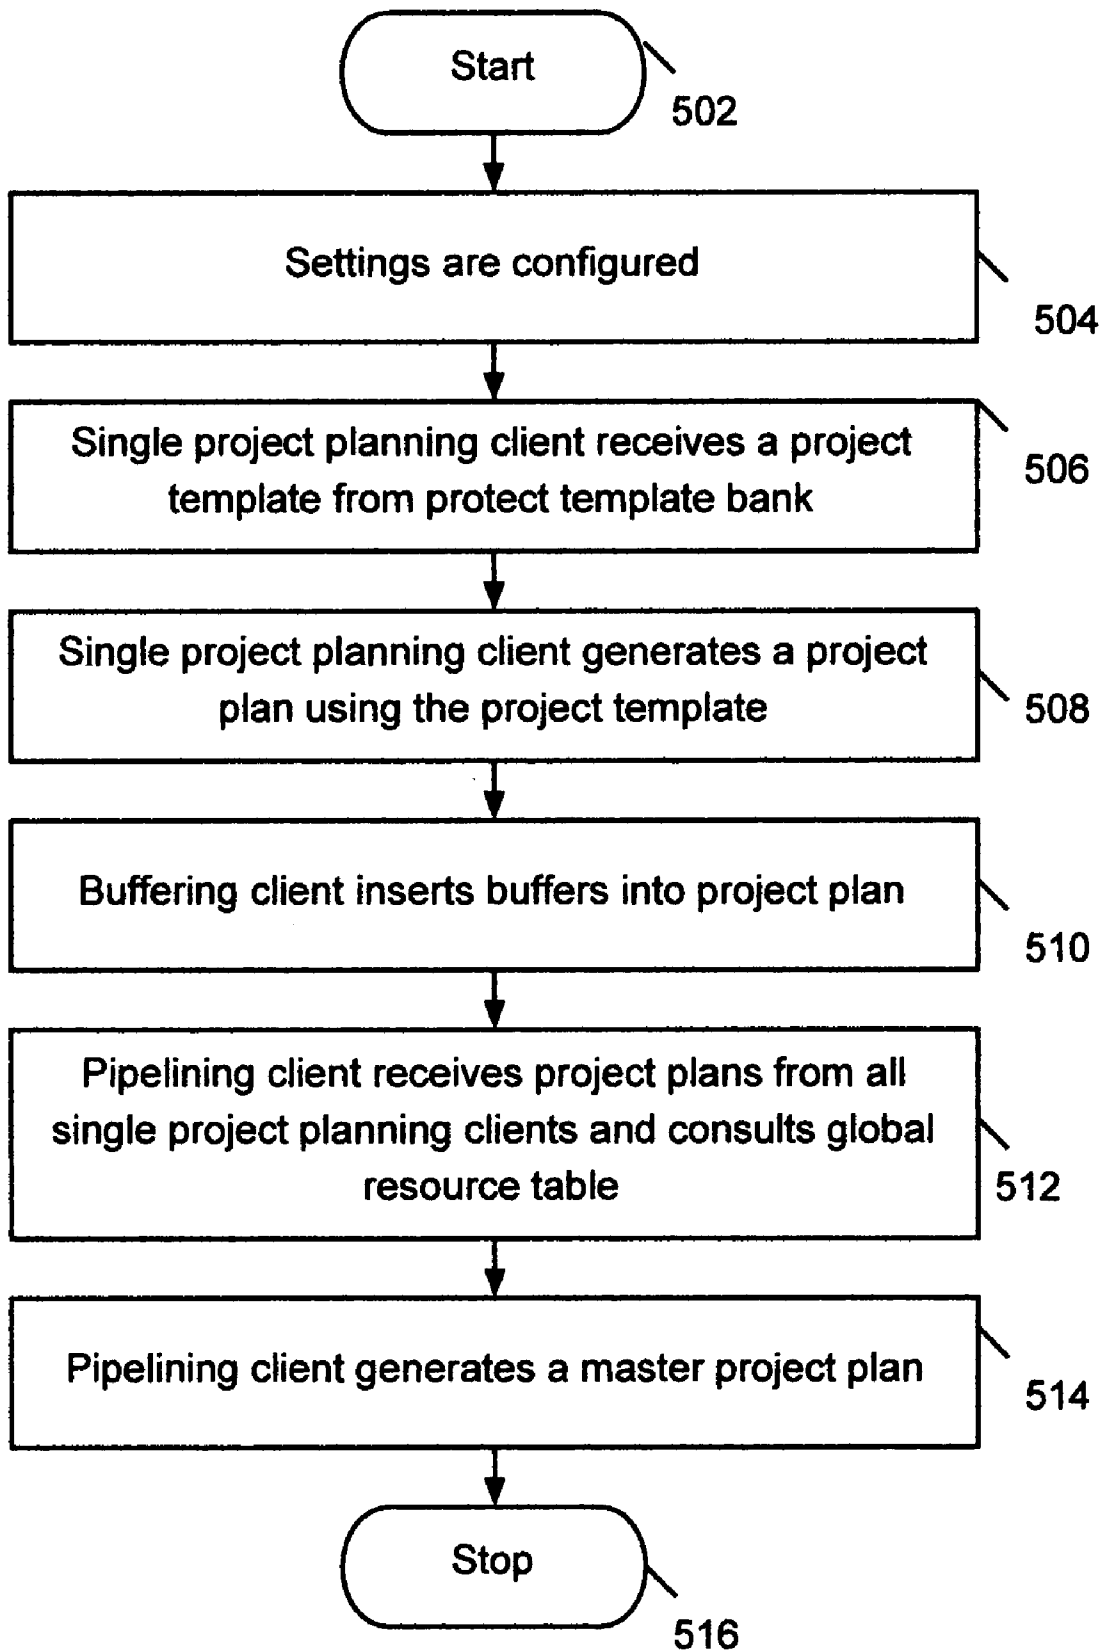 Start
502
Settings are configured
504
Single project planning client receives a project
template from protect template bank
506
Single project planning client generates a project
plan using the project template
508
Buffering client inserts buffers into project plan
510
Pipelining client receives project plans from all
single project planning clients and consults global
resource table
512
Pipelining client generates a master project plan
514
Stop
516